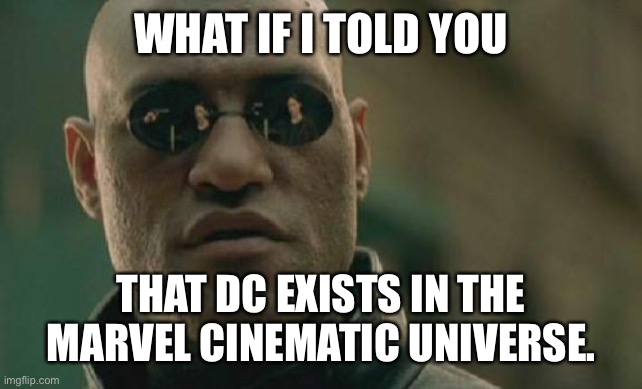 WHAT IF I TOLD YOU
THAT DC EXISTS IN THE
MARVEL CINEMATIC UNIVERSE.
imgflip.com